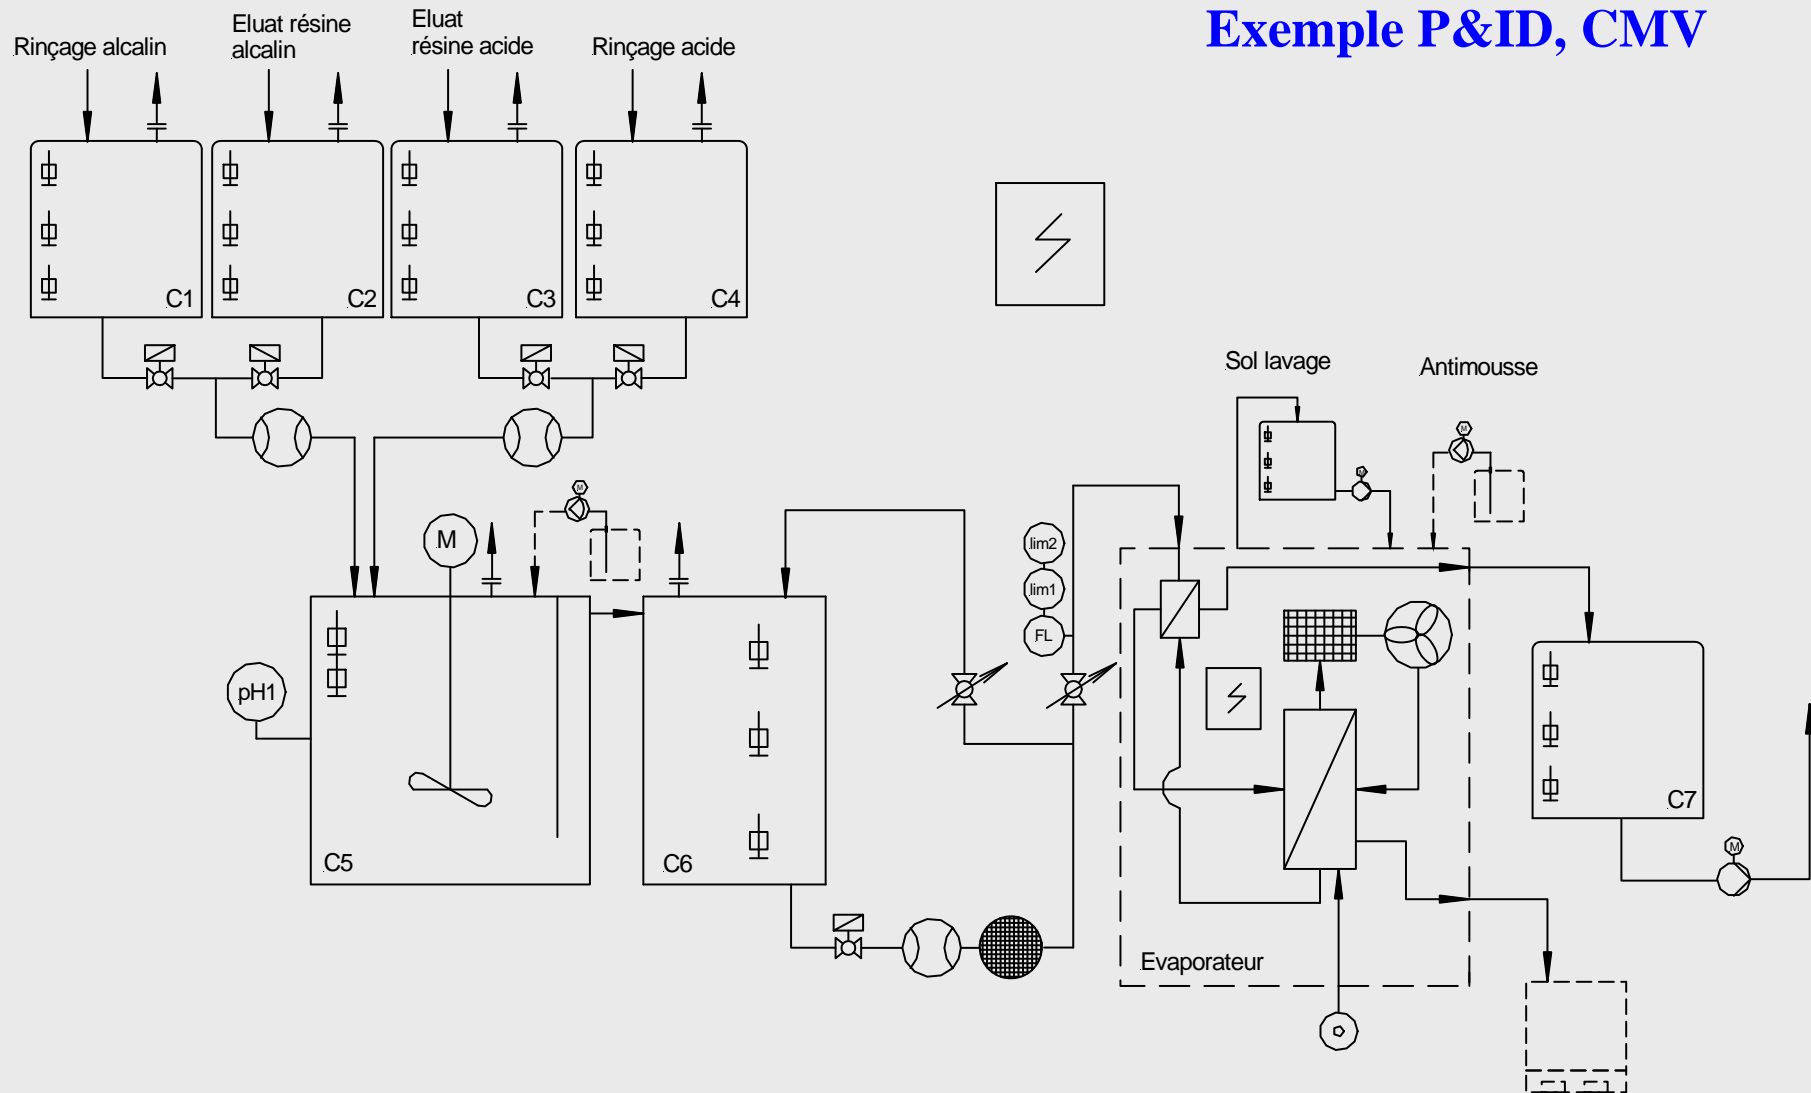 Exemple P&ID, CMV
Rinçage alcalin
Eluat résine
alcalin
Eluat
résine acide
Rinçage acide
C1
C2
C3
C4
Sol lavage
Antimousse
M
M
M
M
lim2
lim1
FL
pH1
C5
C6
C7
M
Evaporateur